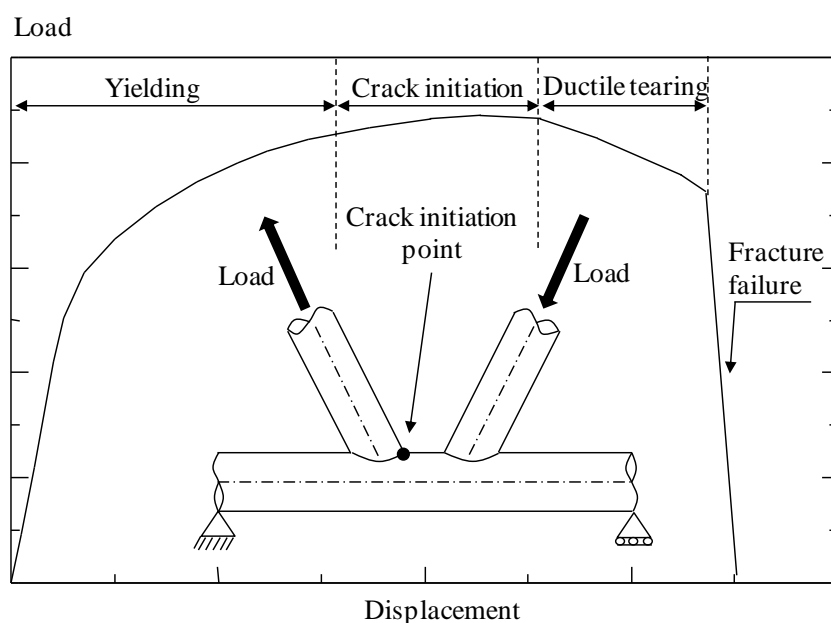 Load
Yielding
Crack initiation
Ductile tearing
Crack initiation
point
Load
Load
Fracture
failure
Displacement